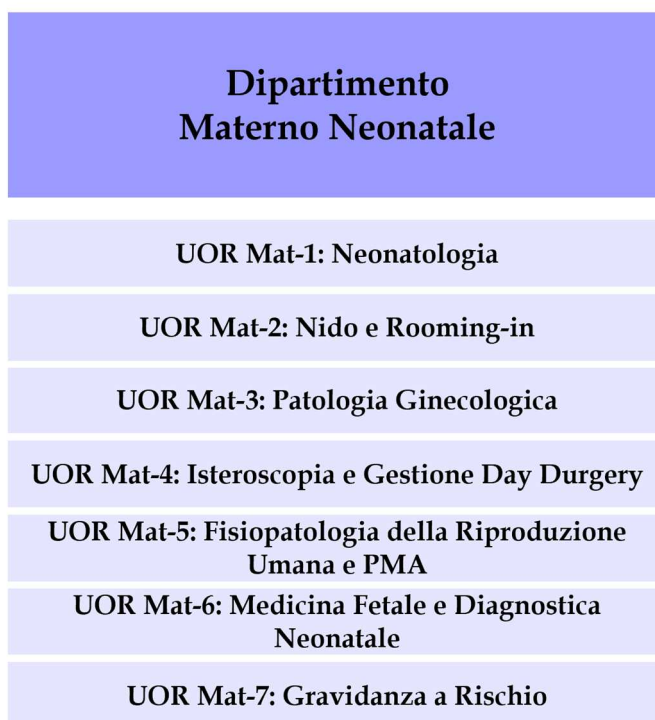 Dipartimento
Materno Neonatale
UOR Mat-1: Neonatologia
UOR Mat-2: Nido e Rooming-in
UOR Mat-3: Patologia Ginecologica
UOR Mat-4: Isteroscopia e Gestione Day Durgery
UOR Mat-5: Fisiopatologia della Riproduzione
Umana e PMA
UOR Mat-6: Medicina Fetale e Diagnostica
Neonatale
UOR Mat-7: Gravidanza a Rischio